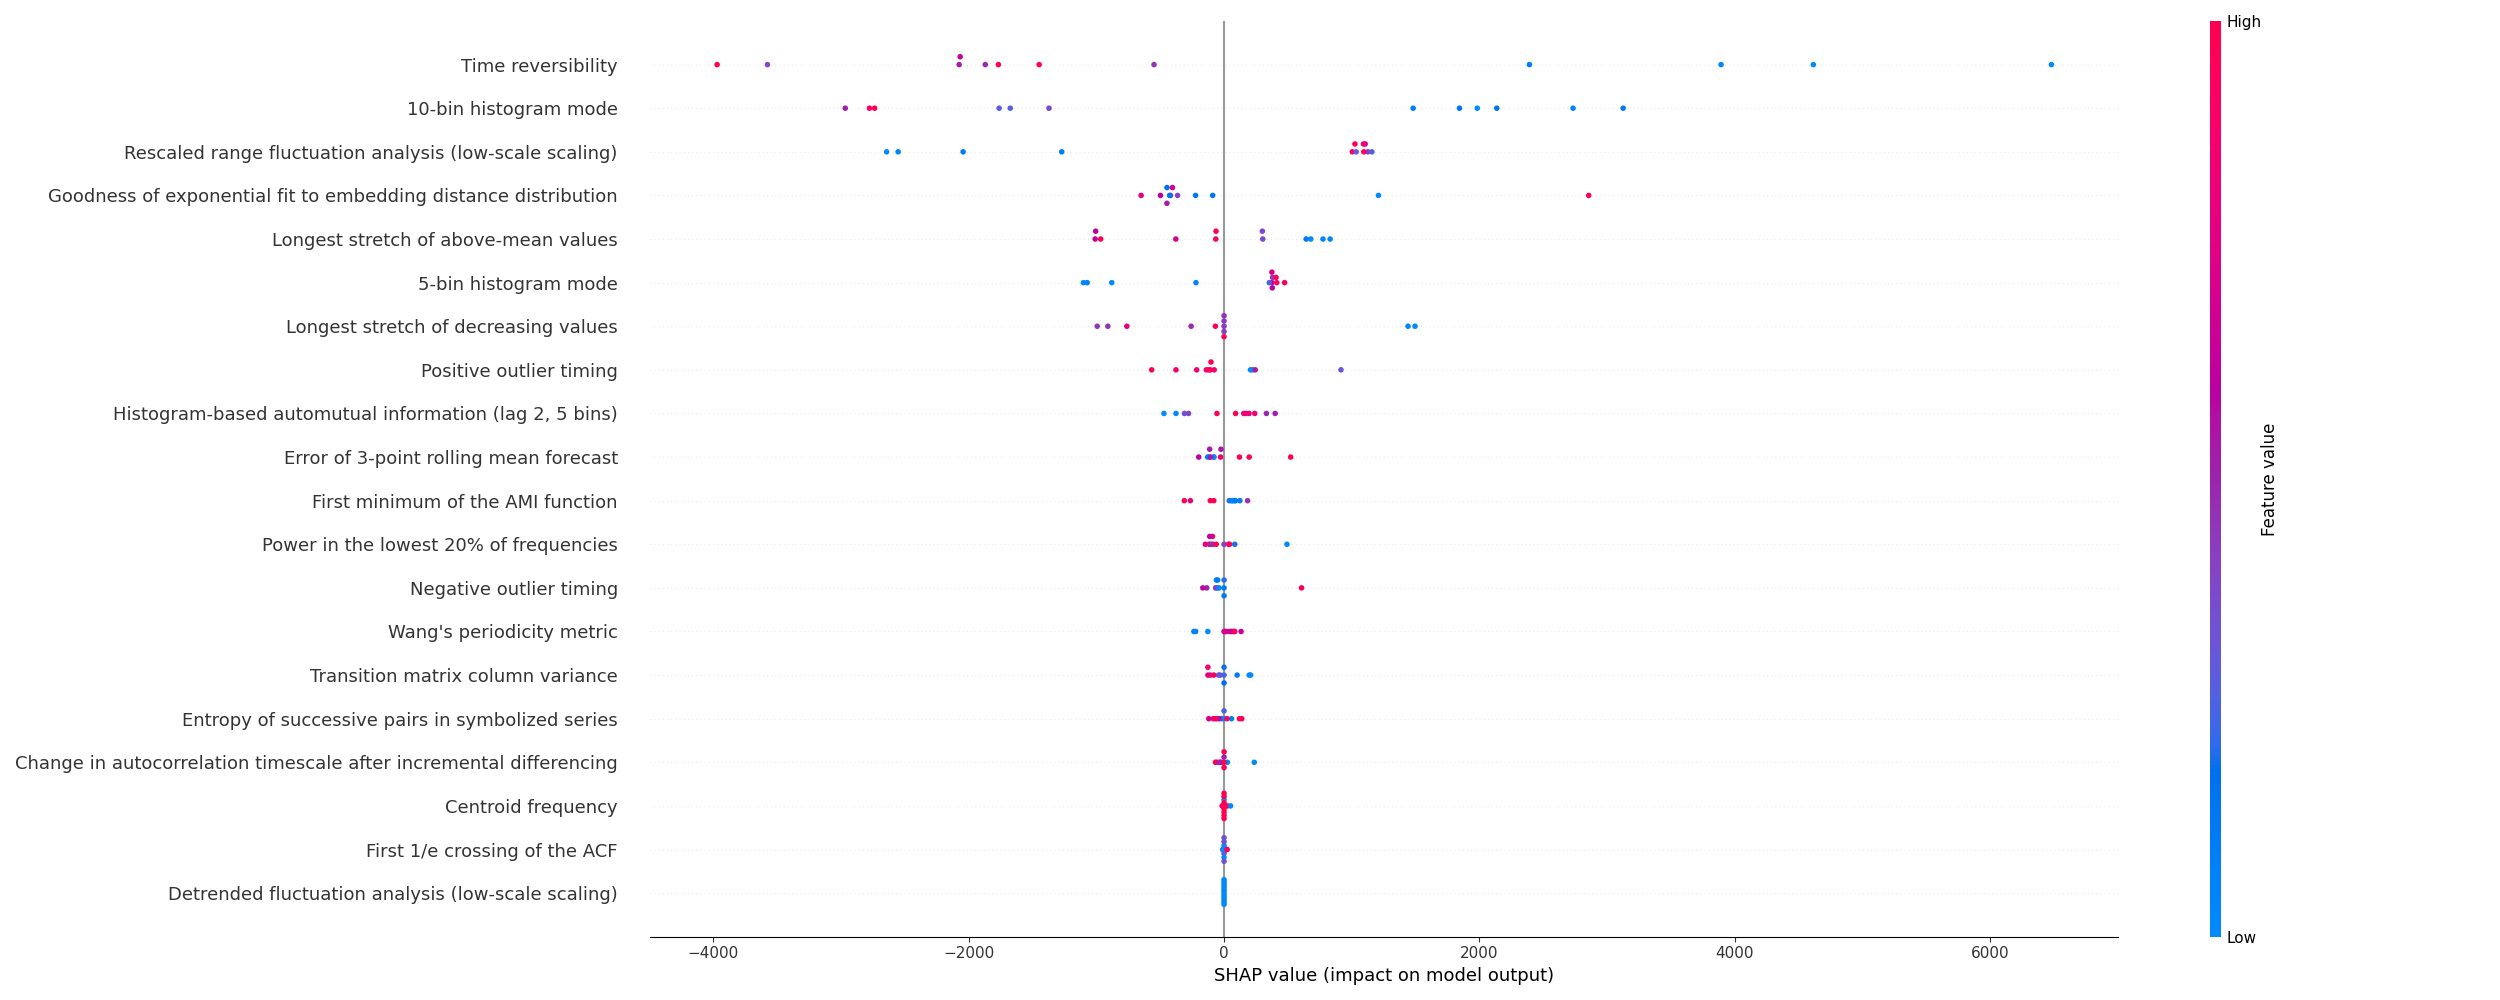 High
Time reversibility
10-bin histogram mode
Rescaled range fluctuation analysis (low-scale scaling)
Goodness of exponential fit to embedding distance distribution
Longest stretch of above-mean values
5-bin histogram mode
Longest stretch of decreasing values
Positive outlier timing
Histogram-based automutual information (lag 2, 5 bins)
Error of 3-point rolling mean forecast
First minimum of the AMI function
Power in the lowest 20% of frequencies
Negative outlier timing
Wang's periodicity metric
Transition matrix column variance
Entropy of successive pairs in symbolized series
Change in autocorrelation timescale after incremental differencing
Centroid frequency
First 1/e crossing of the ACF
Detrended fluctuation analysis (low-scale scaling)
Feature value
Low
−4000 −2000 0 2000 4000 6000
SHAP value (impact on model output)